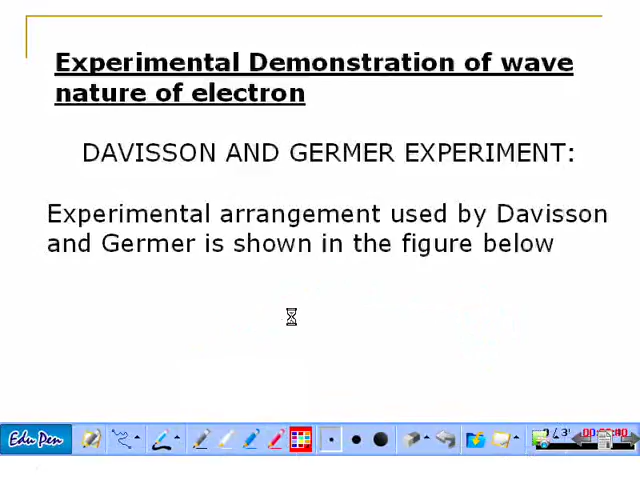 Experimental Demonstration of wave
nature of electron
DAVISSON AND GERMER EXPERIMENT:
Experimental arrangement used by Davisson
and Germer is shown in the figure below
Edu Pen